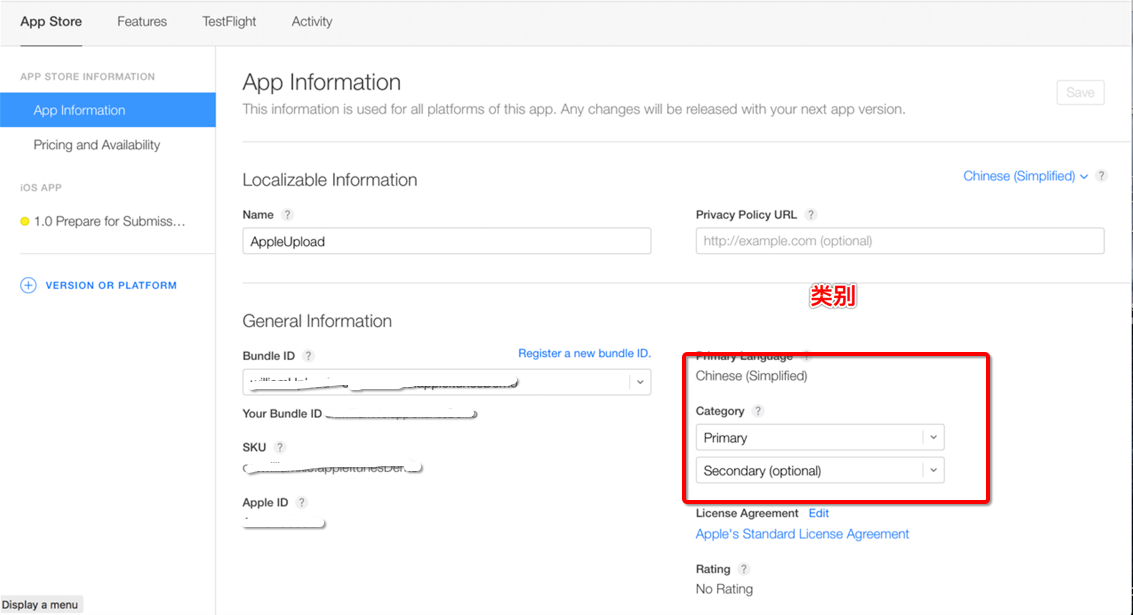 App Store Features TestFlight Activity
APP STORE INFORMATION
App Information
Pricing and Availability
iOS APP
1.0 Prepare for Submiss...
VERSION OR PLATFORM
App Information
This information is used for all platforms of this app. Any changes will be released with your next app version.
Save
Localizable Information
Chinese (Simplified) ?
Name ?
AppleUpload
Privacy Policy URL ?
http://example.com (optional)
类别
General Information
Bundle ID ?
Register a new bundle ID.
Your Bundle ID
SKU ?
Apple ID ?
Primary Language ?
Chinese (Simplified)
Category ?
Primary
Secondary (optional)
License Agreement Edit
Apple's Standard License Agreement
Rating ?
No Rating
Display a menu